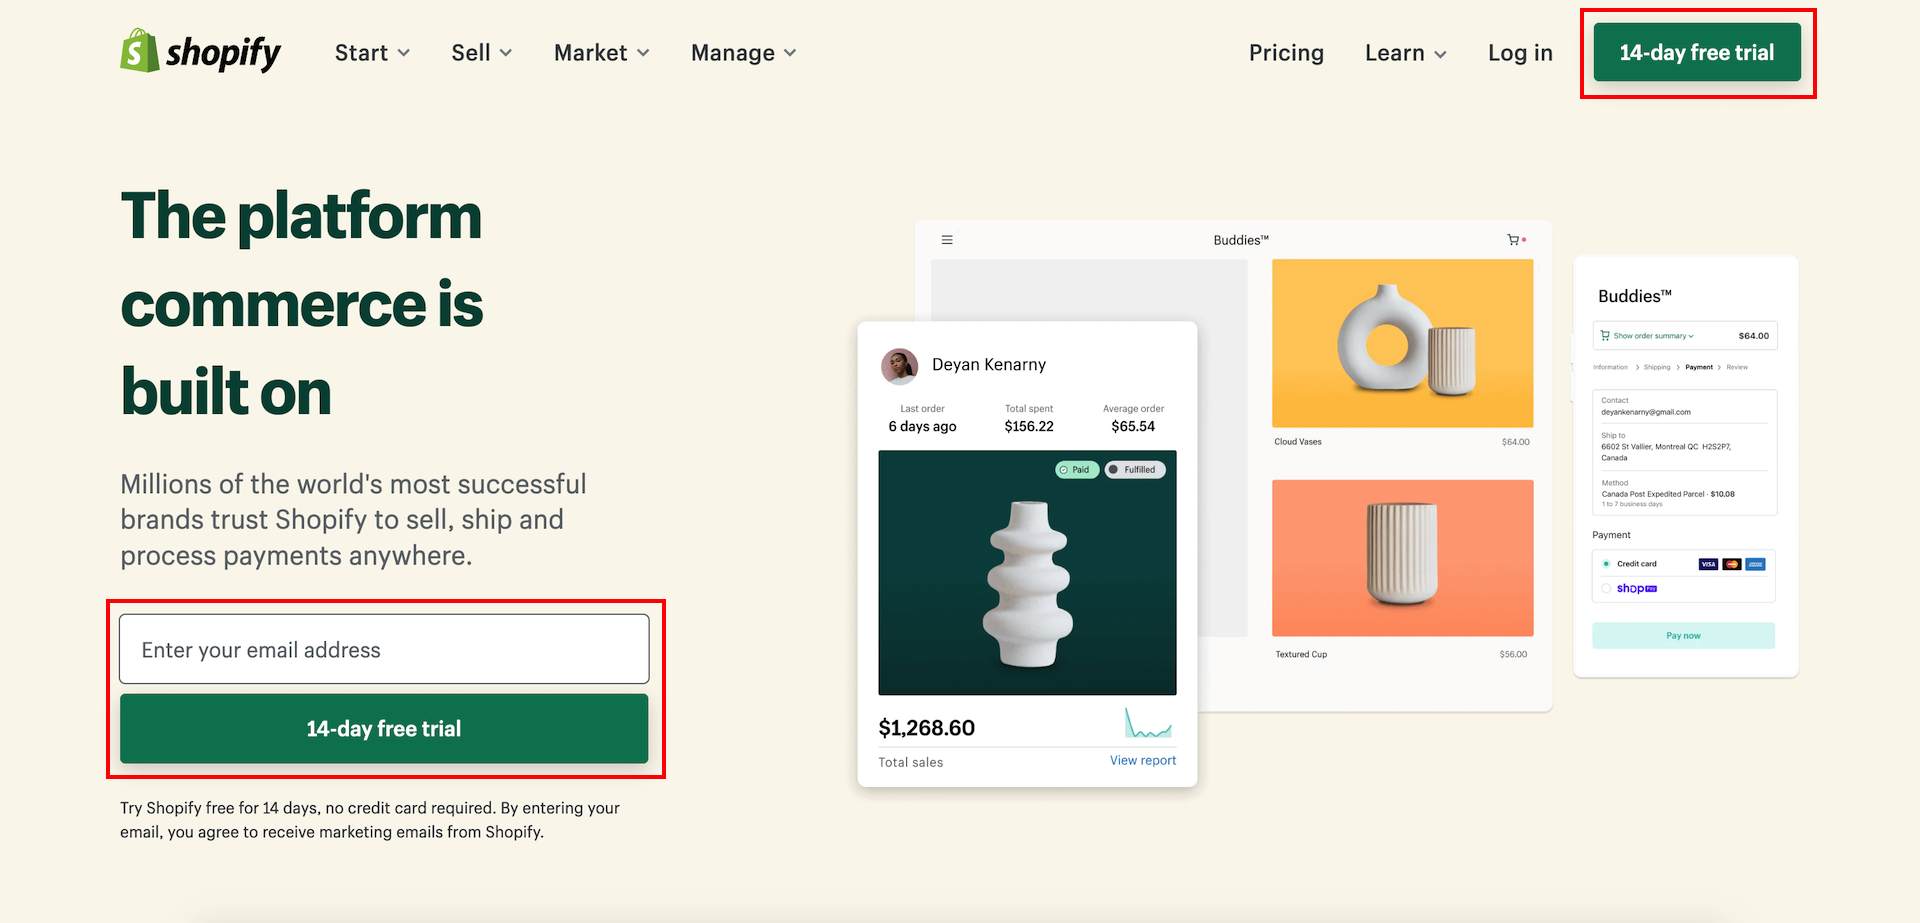 shopify
Start
Sell
Market
Manage
Pricing
Learn
Log in
14-day free trial
The platform
commerce is
built on
Millions of the world's most successful
brands trust Shopify to sell, ship and
process payments anywhere.
Enter your email address
14-day free trial
Try Shopify free for 14 days, no credit card required. By entering your
email, you agree to receive marketing emails from Shopify.
Buddies™
Cloud Vases $64.00
Textured Cup $56.00
Deyan Kenarny
Last order Total spent Average order
6 days ago $156.22 $65.54
Paid Fulfilled
$1,268.60
Total sales View report
Buddies™
Show order summary $64.00
Information > Shipping > Payment > Review
Contact
deyankenarny@gmail.com
Ship to
6602 St Vallier, Montreal QC H2S2P7,
Canada
Method
Canada Post Expedited Parcel · $10.08
1 to 7 business days
Payment
Credit card VISA
shop Pay
Pay now